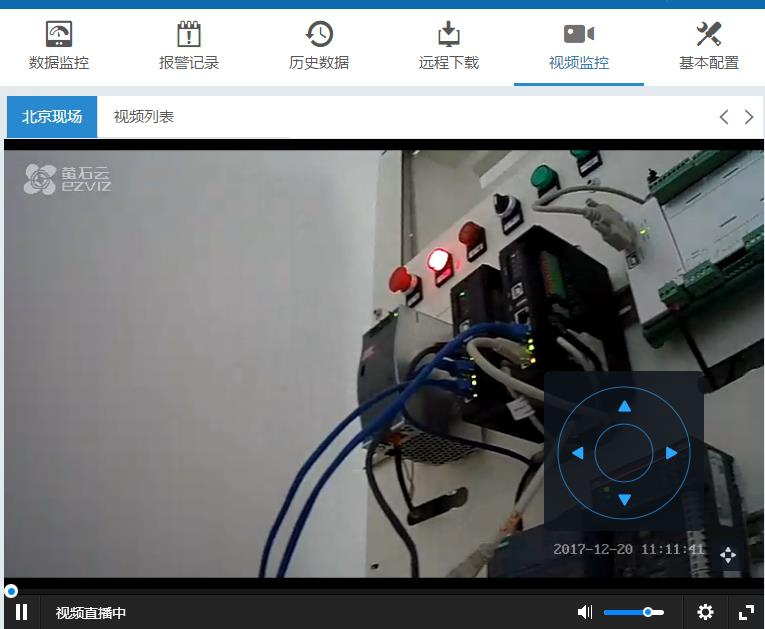 数据监控
报警记录
历史数据
远程下载
视频监控
基本配置
北京现场
视频列表
萤石云
EZVIZ
2017-12-20 11:11:41
视频直播中